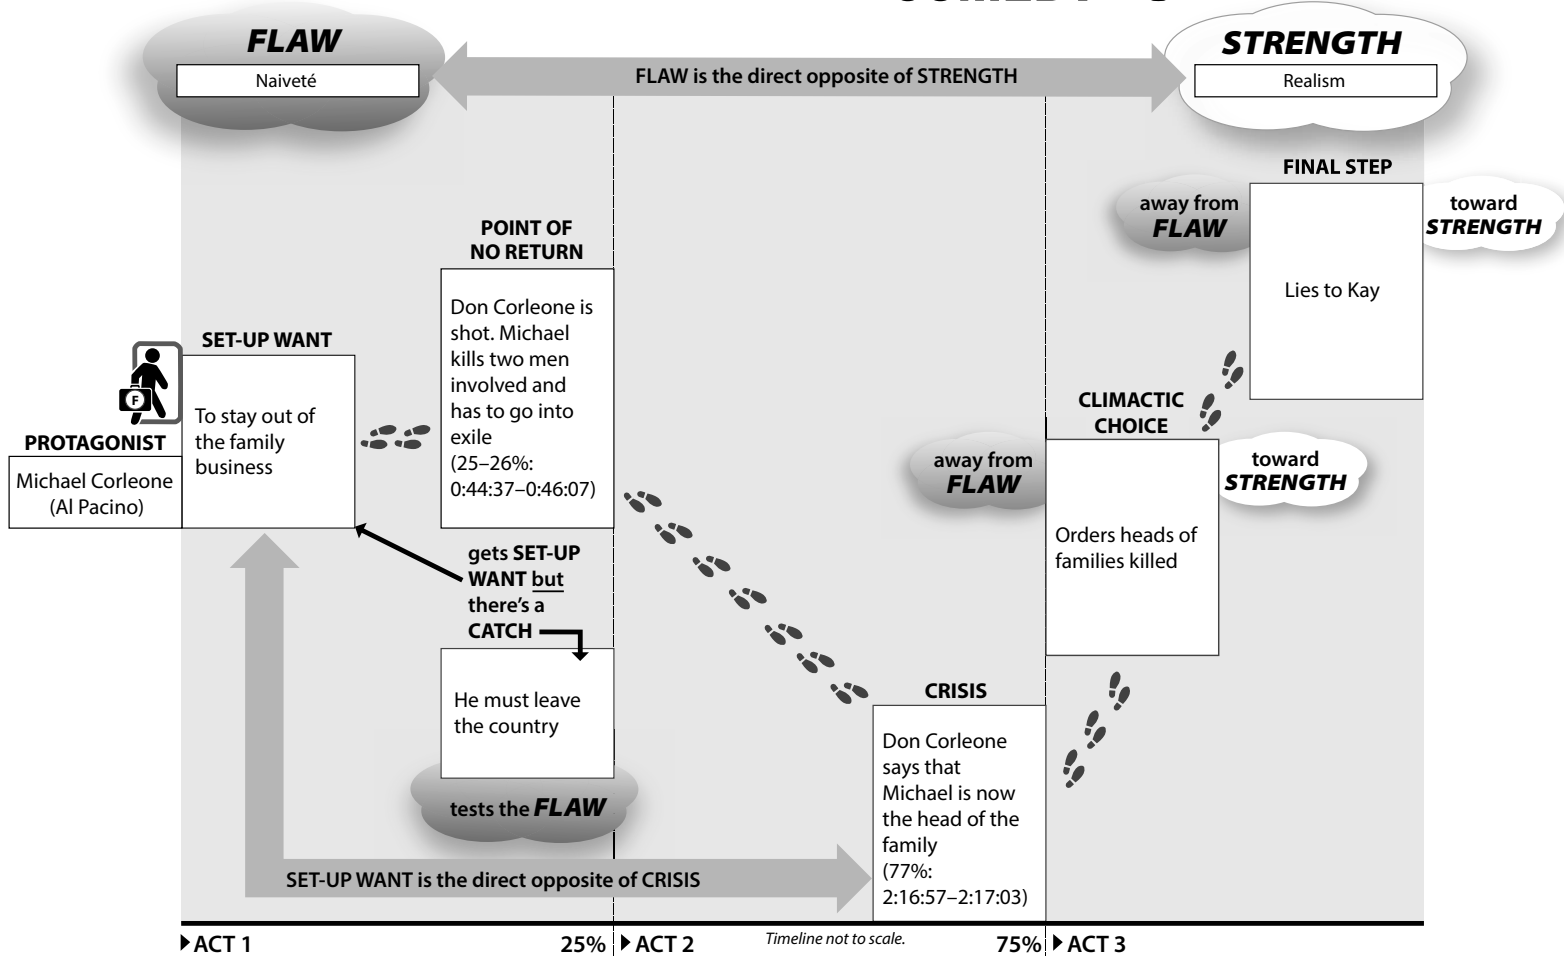 FLAW
Naiveté
FLAW is the direct opposite of STRENGTH
STRENGTH
Realism
FINAL STEP
away from
FLAW
toward
STRENGTH
Lies to Kay
POINT OF
NO RETURN
Don Corleone is
shot. Michael
kills two men
involved and
has to go into
exile
(25–26%:
0:44:37–0:46:07)
SET-UP WANT
To stay out of
the family
business
F
PROTAGONIST
Michael Corleone
(Al Pacino)
gets SET-UP
WANT but
there's a
CATCH
He must leave
the country
tests the FLAW
CLIMACTIC
CHOICE
away from
FLAW
toward
STRENGTH
Orders heads of
families killed
CRISIS
Don Corleone
says that
Michael is now
the head of the
family
(77%:
2:16:57–2:17:03)
SET-UP WANT is the direct opposite of CRISIS
ACT 1
25%
ACT 2
Timeline not to scale.
75%
ACT 3